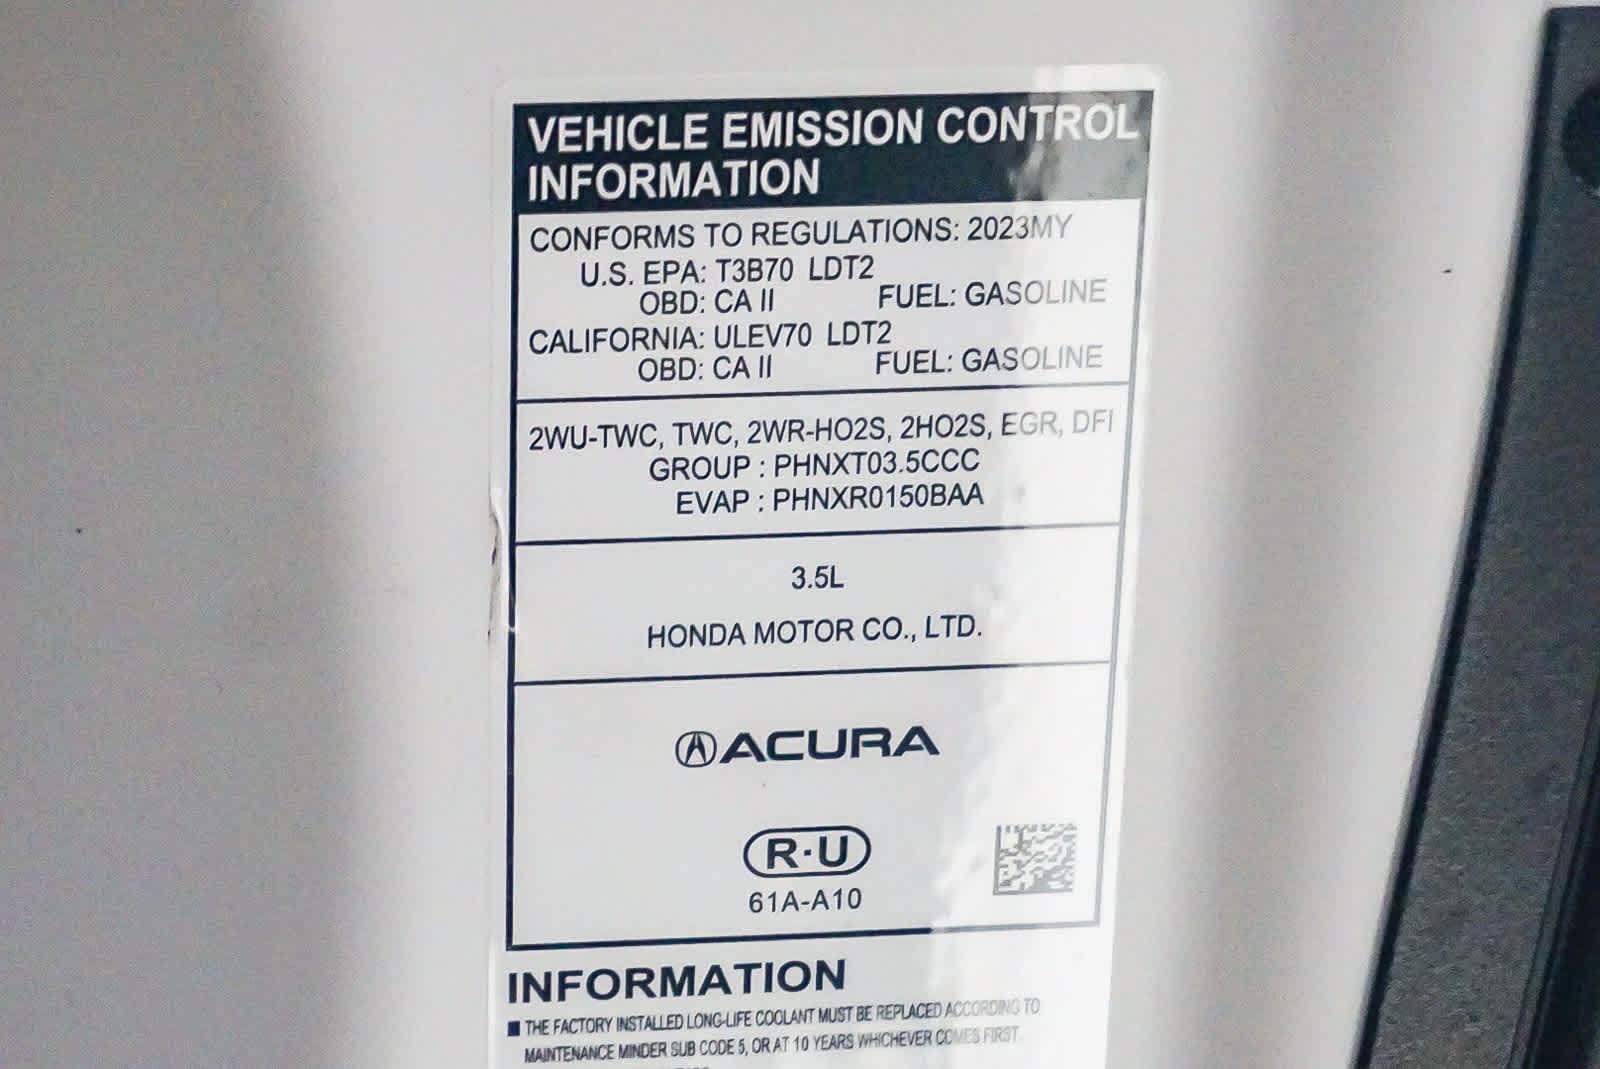 VEHICLE EMISSION CONTROL
INFORMATION
CONFORMS TO REGULATIONS: 2023MY
U.S. EPA: T3B70 LDT2
OBD: CA II FUEL: GASOLINE
CALIFORNIA: ULEV70 LDT2
OBD: CA II FUEL: GASOLINE
2WU-TWC, TWC, 2WR-HO2S, 2HO2S, EGR, DFI
GROUP : PHNXT03.5CCC
EVAP : PHNXR0150BAA
3.5L
HONDA MOTOR CO., LTD.
ACURA
R·U
61A-A10
INFORMATION
■ THE FACTORY INSTALLED LONG-LIFE COOLANT MUST BE REPLACED ACCORDING TO
MAINTENANCE MINDER SUB CODE 5, OR AT 10 YEARS WHICHEVER COMES FIRST.